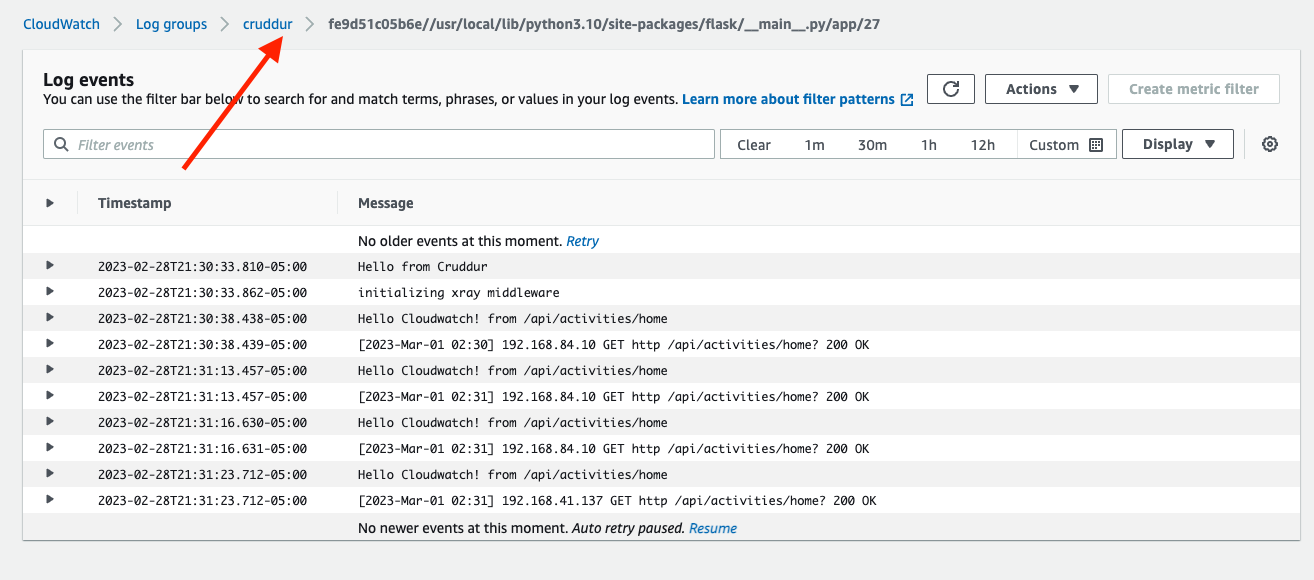 CloudWatch > Log groups > cruddur > fe9d51c05b6e//usr/local/lib/python3.10/site-packages/flask/__main__.py/app/27
Log events
You can use the filter bar below to search for and match terms, phrases, or values in your log events. Learn more about filter patterns
Actions ▼ Create metric filter
Filter events Clear 1m 30m 1h 12h Custom Display ▼
Timestamp Message
No older events at this moment. Retry
2023-02-28T21:30:33.810-05:00 Hello from Cruddur
2023-02-28T21:30:33.862-05:00 initializing xray middleware
2023-02-28T21:30:38.438-05:00 Hello Cloudwatch! from /api/activities/home
2023-02-28T21:30:38.439-05:00 [2023-Mar-01 02:30] 192.168.84.10 GET http /api/activities/home? 200 OK
2023-02-28T21:31:13.457-05:00 Hello Cloudwatch! from /api/activities/home
2023-02-28T21:31:13.457-05:00 [2023-Mar-01 02:31] 192.168.84.10 GET http /api/activities/home? 200 OK
2023-02-28T21:31:16.630-05:00 Hello Cloudwatch! from /api/activities/home
2023-02-28T21:31:16.631-05:00 [2023-Mar-01 02:31] 192.168.84.10 GET http /api/activities/home? 200 OK
2023-02-28T21:31:23.712-05:00 Hello Cloudwatch! from /api/activities/home
2023-02-28T21:31:23.712-05:00 [2023-Mar-01 02:31] 192.168.41.137 GET http /api/activities/home? 200 OK
No newer events at this moment. Auto retry paused. Resume